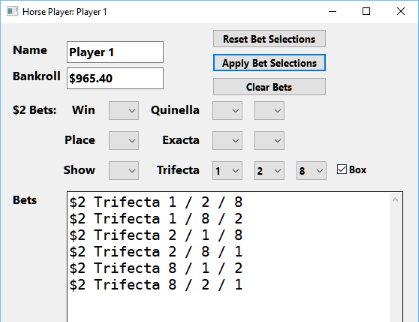 Horse Player: Player 1
Name Player 1 Reset Bet Selections
Bankroll $965.40 Apply Bet Selections
Clear Bets
$2 Bets: Win Quinella
Place Exacta
Show Trifecta 1 2 8 Box
Bets
$2 Trifecta 1 / 2 / 8
$2 Trifecta 1 / 8 / 2
$2 Trifecta 2 / 1 / 8
$2 Trifecta 2 / 8 / 1
$2 Trifecta 8 / 1 / 2
$2 Trifecta 8 / 2 / 1